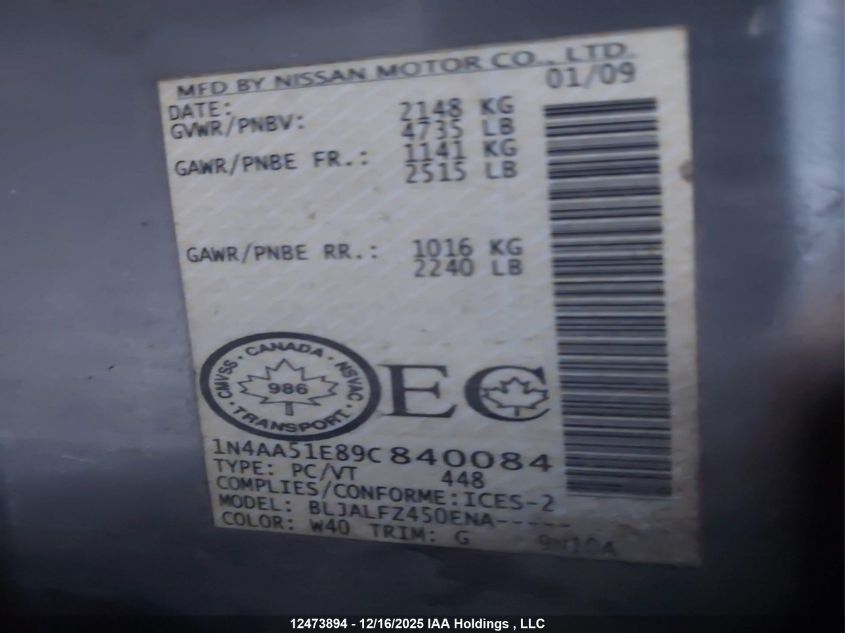 MFD BY NISSAN MOTOR CO., LTD.
DATE: 01/09
GVWR/PNBV: 2148 KG
4735 LB
GAWR/PNBE FR.: 1141 KG
2515 LB
GAWR/PNBE RR.: 1016 KG
2240 LB
CMVSS · CANADA · NSVAC
986
TRANSPORT
EC
1N4AA51E89C840084
TYPE: PC/VT 448
COMPLIES/CONFORME:ICES-2
MODEL: BLJALFZ450ENA-----
COLOR: W40 TRIM: G
12473894 - 12/16/2025 IAA Holdings , LLC